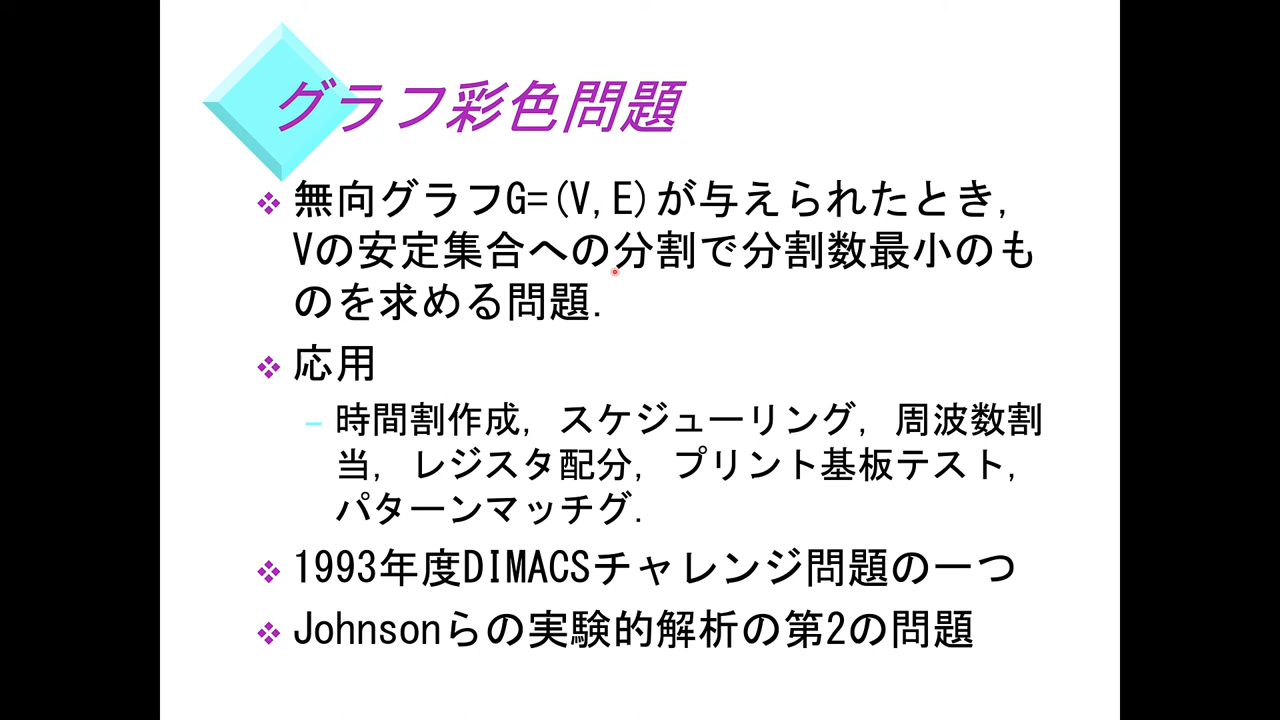 グラフ彩色問題
無向グラフG=(V,E)が与えられたとき,
Vの安定集合への分割で分割数最小のも
のを求める問題.
応用
時間割作成, スケジューリング, 周波数割
当, レジスタ配分, プリント基板テスト,
パターンマッチグ.
1993年度DIMACSチャレンジ問題の一つ
Johnsonらの実験的解析の第2の問題